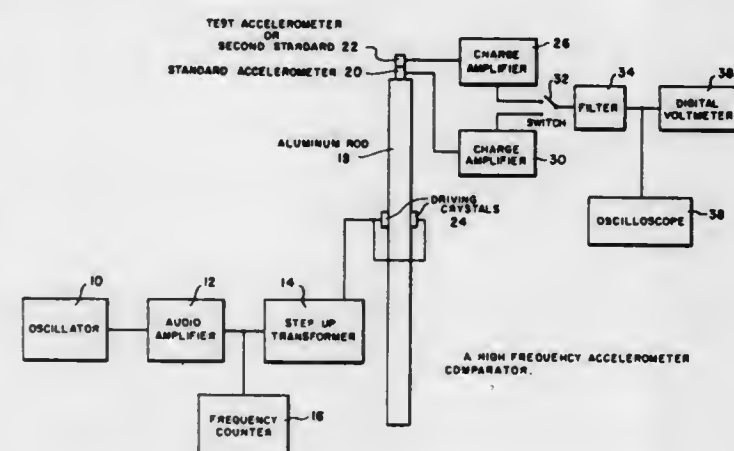 TEST ACCELEROMETER
OR
SECOND STANDARD 22
STANDARD ACCELEROMETER 20
CHARGE
AMPLIFIER
26
32
SWITCH
34
FILTER
38
DIGITAL
VOLTMETER
ALUMINUM ROD
19
CHARGE
AMPLIFIER
30
DRIVING
CRYSTALS
24
OSCILLOSCOPE
38
10
OSCILLATOR
12
AUDIO
AMPLIFIER
14
STEP UP
TRANSFORMER
A HIGH FREQUENCY ACCELEROMETER
COMPARATOR.
FREQUENCY
COUNTER
16